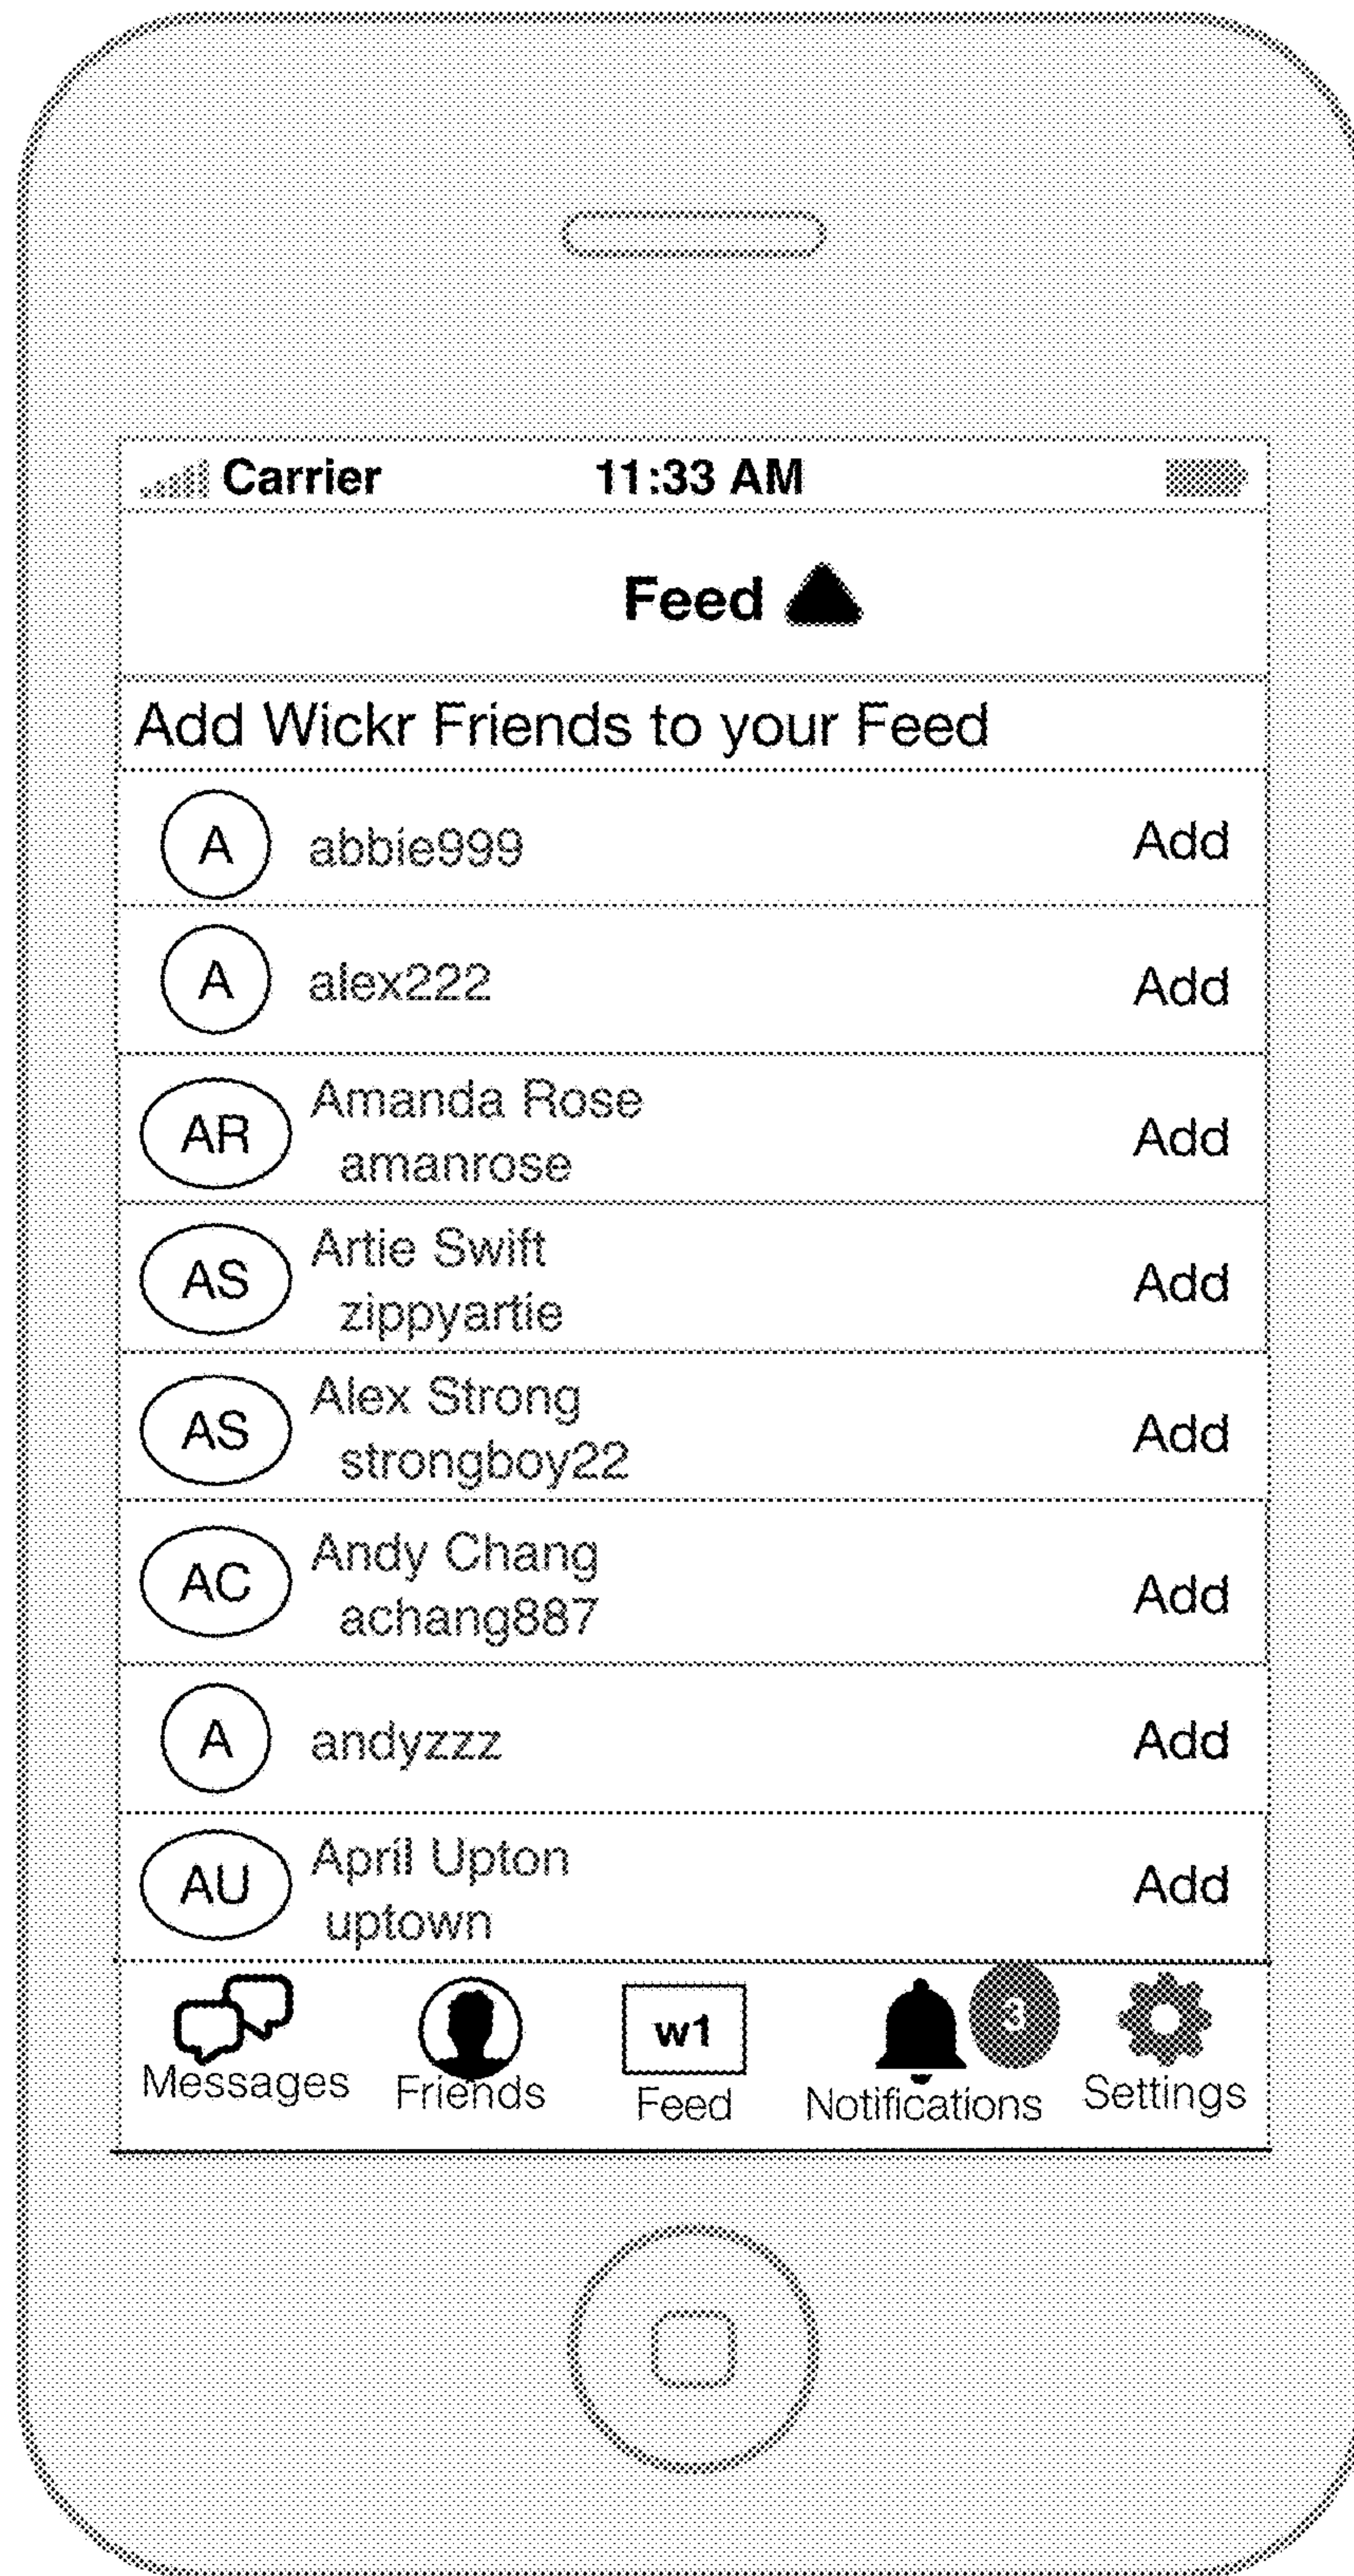 Carrier 11:33 AM
Feed
Add Wickr Friends to your Feed
A abbie999 Add
A alex222 Add
AR Amanda Rose Add
amanrose
AS Artie Swift Add
zippyartie
AS Alex Strong Add
strongboy22
AC Andy Chang Add
achang887
A andyzzz Add
AU April Upton Add
uptown
w1 3
Messages Friends Feed Notifications Settings